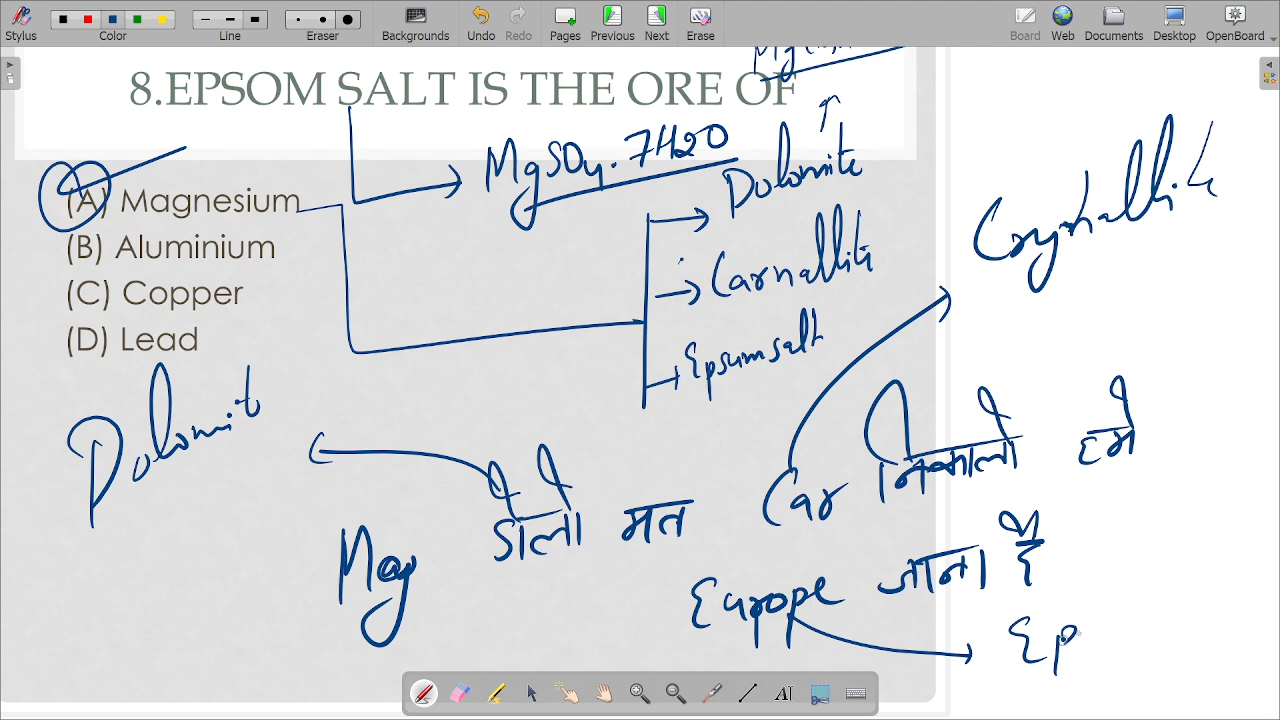 Stylus Color Line Eraser Backgrounds Undo Redo Pages Previous Next Erase Board Web Documents Desktop OpenBoard
8.EPSOM SALT IS THE ORE OF
MgSO4.7H2O
Dolomite
(A) Magnesium
(B) Aluminium
Carnallite
(C) Copper
(D) Lead
Epsumsalt
Dolomit
Mag डोलो मत Car निकालो हमे
Europe जाना है
Ep